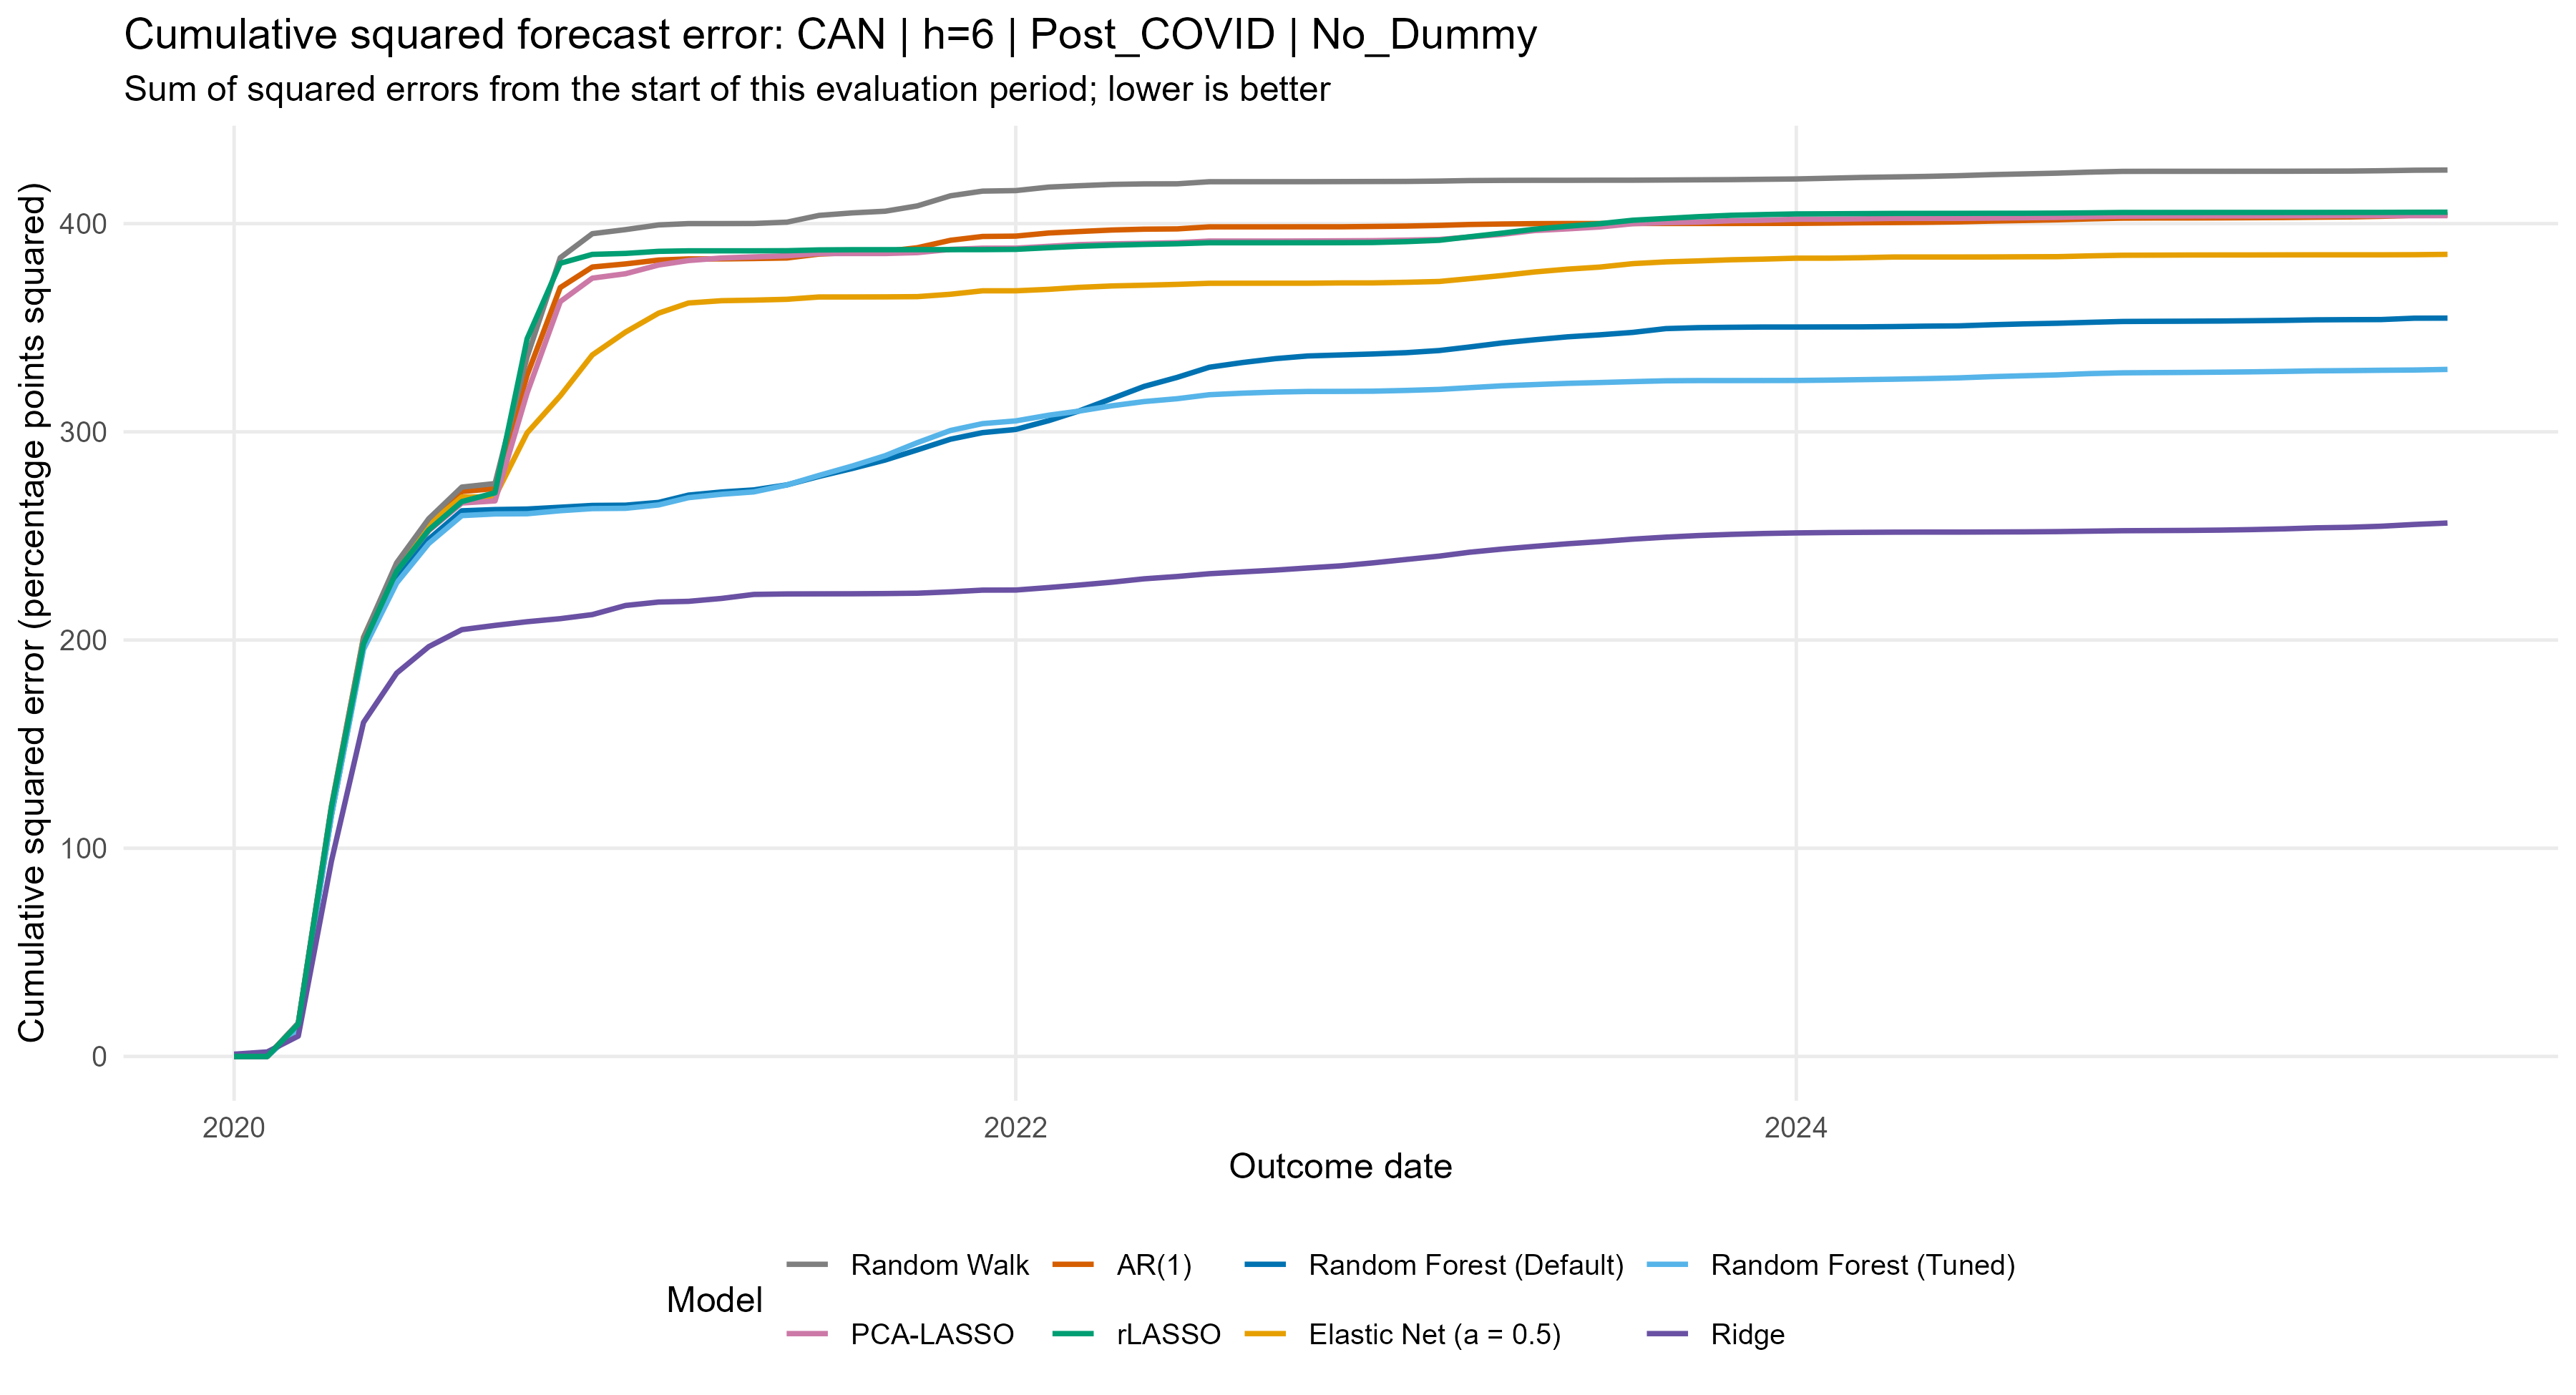 Cumulative squared forecast error: CAN | h=6 | Post_COVID | No_Dummy
Sum of squared errors from the start of this evaluation period; lower is better
Cumulative squared error (percentage points squared)
400
300
200
100
0
2020
2022
2024
Outcome date
Model
Random Walk
AR(1)
Random Forest (Default)
Random Forest (Tuned)
PCA-LASSO
rLASSO
Elastic Net (a = 0.5)
Ridge